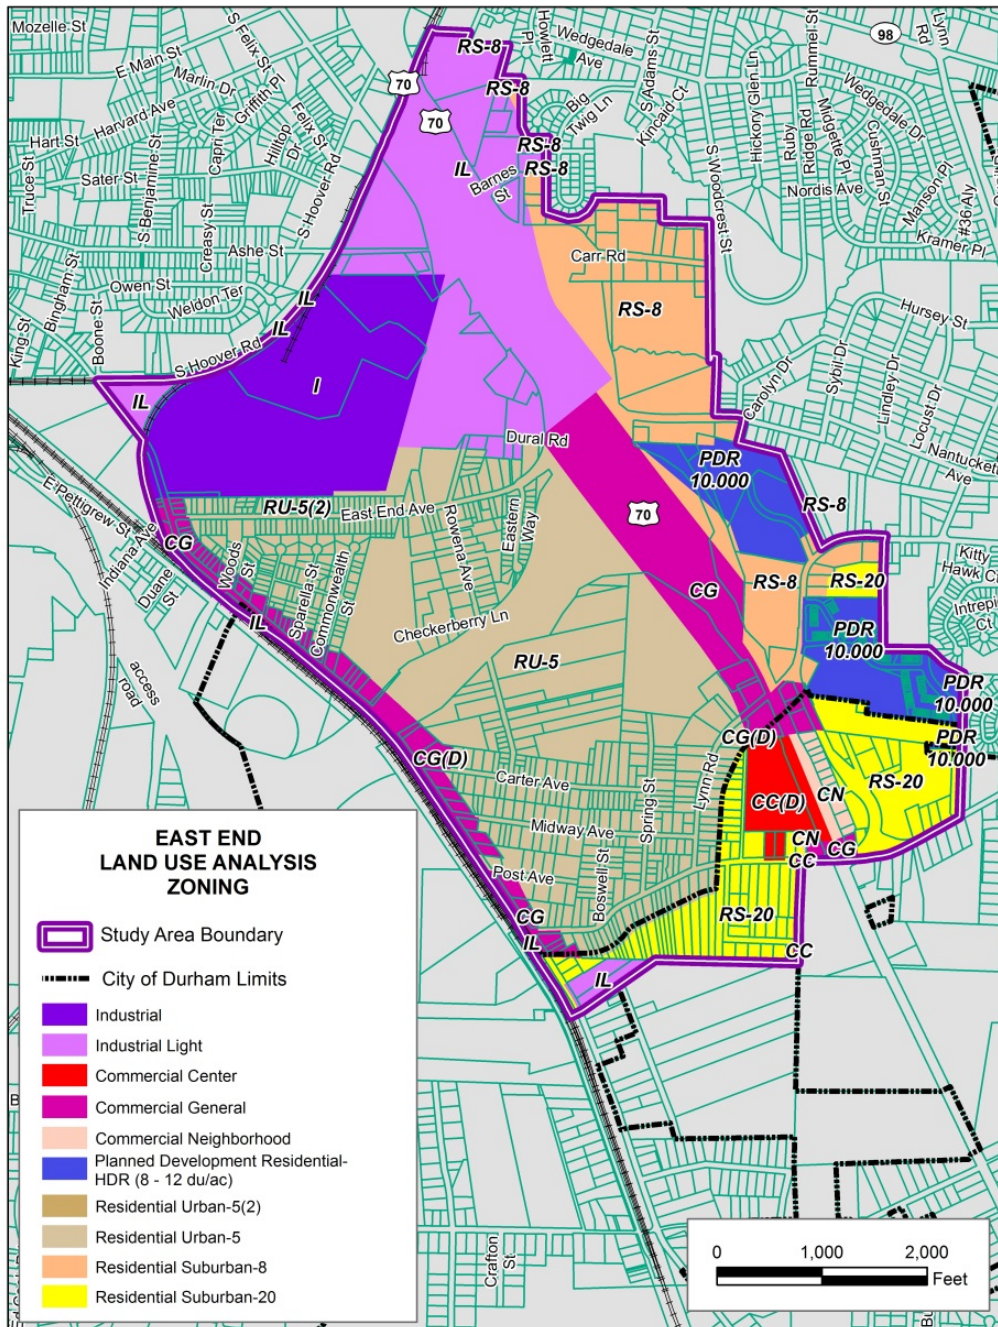 Mozelle St
E Main St
S Felix St
Marlin Dr
Griffith Pl
Harvard Ave
Capri Ter
Hilltop Dr
Felix St
Hart St
Truce St
Sater St
S Benjamine St
Creasy St
S Hoover Rd
Ashe St
Owen St
Weldon Ter
Bingham St
King St
Boone St
S Hoover Rd
70
70
RS-8
RS-8
RS-8
RS-8
Howlett Pl
Wedgedale Ave
Big Twig Ln
S Adams St
Kincaid Ct
S Woodcrest St
Hickory Glen Ln
Ruby
Ridge Rd
Rummel St
Midgette Pl
Wedgedale Dr
Cushman St
Manson Pl
Nordis Ave
Kramer Pl
#36 Aly
98
Lynn Rd
IL
Barnes St
Carr Rd
RS-8
IL
IL
I
IL
Hursey St
Carolyn Dr
Sybil Dr
Lindley Dr
Locust Dr
Nantucket Ave
Dural Rd
PDR
10.000
RS-8
70
E Pettigrew St
Indiana Ave
Duane St
CG
RU-5(2)
East End Ave
Woods St
Sparella St
Commonwealth St
Rowena Ave
Eastern Way
Checkerberry Ln
IL
RU-5
CG
RS-8
RS-20
PDR
10.000
Kitty
Hawk C
Intrepi
Ct
PDR
10.000
PDR
10.000
access road
CG(D)
CG(D)
Lynn Rd
Carter Ave
Spring St
Midway Ave
Boswell St
Post Ave
CC(D)
CN
RS-20
CN
CG
CC
CG
IL
RS-20
CC
IL
Crafton St
EAST END
LAND USE ANALYSIS
ZONING
Study Area Boundary
City of Durham Limits
Industrial
Industrial Light
Commercial Center
Commercial General
Commercial Neighborhood
Planned Development Residential-
HDR (8 - 12 du/ac)
Residential Urban-5(2)
Residential Urban-5
Residential Suburban-8
Residential Suburban-20
0 1,000 2,000
Feet